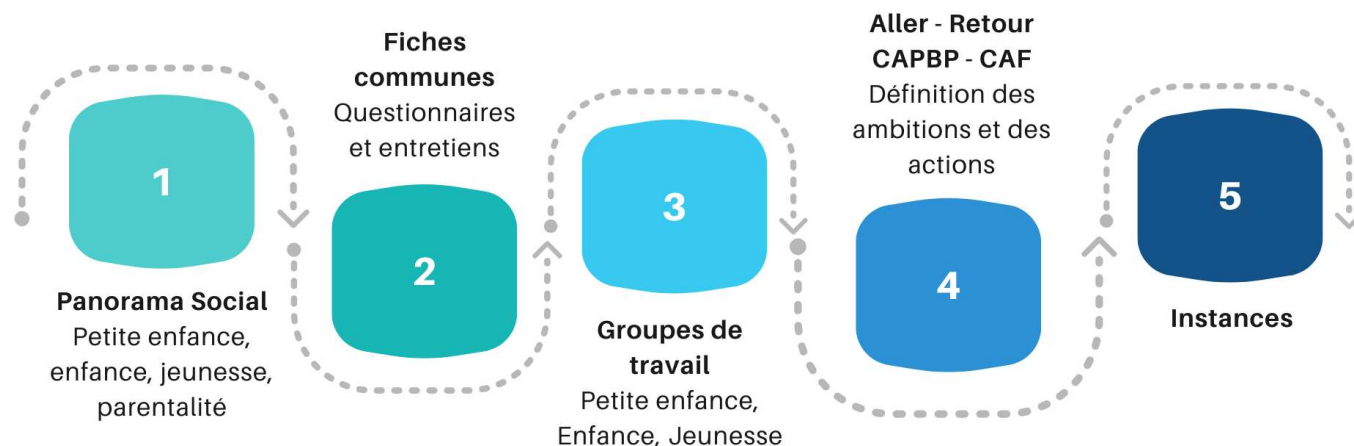 1
Panorama Social
Petite enfance,
enfance, jeunesse,
parentalité
Fiches
communes
Questionnaires
et entretiens
2
3
Groupes de
travail
Petite enfance,
Enfance, Jeunesse
Aller - Retour
CAPBP - CAF
Définition des
ambitions et des
actions
4
5
Instances